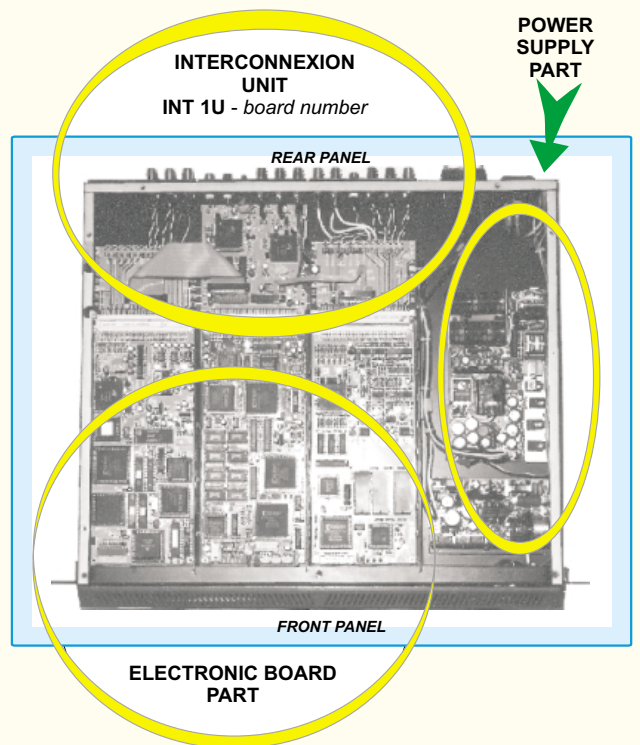 INTERCONNEXION
UNIT
INT 1U - board number
POWER
SUPPLY
PART
REAR PANEL
FRONT PANEL
ELECTRONIC BOARD
PART